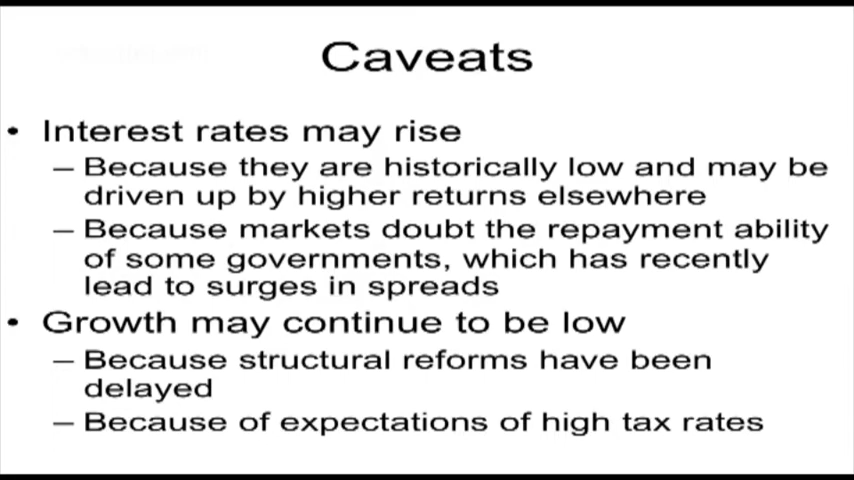 Caveats
• Interest rates may rise
– Because they are historically low and may be
driven up by higher returns elsewhere
– Because markets doubt the repayment ability
of some governments, which has recently
lead to surges in spreads
• Growth may continue to be low
– Because structural reforms have been
delayed
– Because of expectations of high tax rates